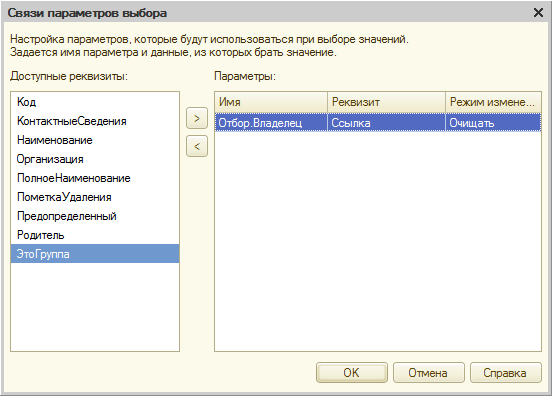 Связи параметров выбора
Настройка параметров, которые будут использоваться при выборе значений.
Задается имя параметра и данные, из которых брать значение.
Доступные реквизиты:
Код
КонтактныеСведения
Наименование
Организация
ПолноеНаименование
ПометкаУдаления
Предопределенный
Родитель
ЭтоГруппа
>
<
Параметры:
Имя Реквизит Режим измене...
Отбор.Владелец Ссылка Очищать
OK Отмена Справка